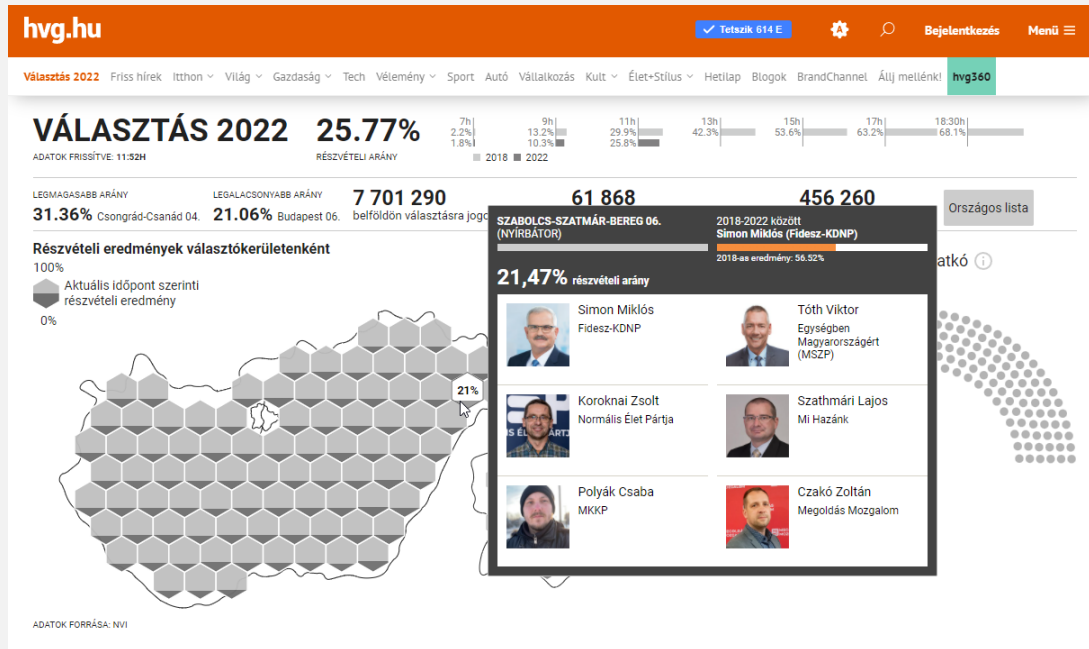 hvg.hu
Tetszik 614 E
A
Bejelentkezés
Menü
Választás 2022 Friss hírek Itthon Világ Gazdaság Tech Vélemény Sport Autó Vállalkozás Kult Élet+Stílus Hetilap Blogok BrandChannel Állj mellénk! hvg360
VÁLASZTÁS 2022
ADATOK FRISSÍTVE: 11:52H
25.77%
RÉSZVÉTELI ARÁNY
7h 9h 11h 13h 15h 17h 18:30h
2.2% 13.2% 29.9% 42.3% 53.6% 63.2% 68.1%
1.8% 10.3% 25.8%
2018 2022
LEGMAGASABB ARÁNY
31.36% Csongrád-Csanád 04.
LEGALACSONYABB ARÁNY
21.06% Budapest 06.
7 701 290
belföldön választásra jogo
61 868
456 260
Országos lista
Részvételi eredmények választókerületenként
100%
Aktuális időpont szerinti
részvételi eredmény
0%
21%
SZABOLCS-SZATMÁR-BEREG 06.
(NYÍRBÁTOR)
2018-2022 között
Simon Miklós (Fidesz-KDNP)
2018-as eredmény: 56.52%
21,47% részvételi arány
Simon Miklós
Fidesz-KDNP
Tóth Viktor
Egységben
Magyarországért
(MSZP)
Koroknai Zsolt
Normális Élet Pártja
Szathmári Lajos
Mi Hazánk
Polyák Csaba
MKKP
Czakó Zoltán
Megoldás Mozgalom
atkó
ADATOK FORRÁSA: NVI